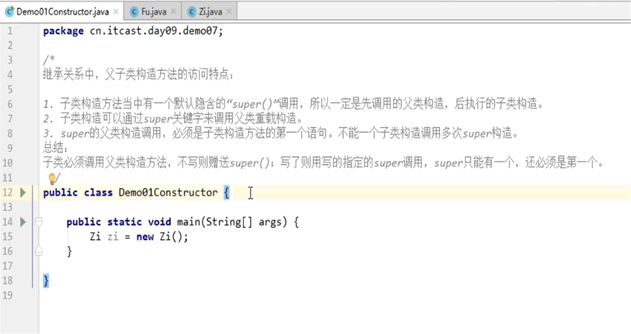 Demo01Constructor.java
Fu.java
Zi.java
1 package cn.itcast.day09.demo07;
2
3 /*
4 继承关系中，父子类构造方法的访问特点：
5
6 1. 子类构造方法当中有一个默认隐含的“super()”调用，所以一定是先调用的父类构造，后执行的子类构造。
7 2. 子类构造可以通过super关键字来调用父类重载构造。
8 3. super的父类构造调用，必须是子类构造方法的第一个语句。不能一个子类构造调用多次super构造。
9 总结：
10 子类必须调用父类构造方法，不写则赠送super()；写了则用写的指定的super调用，super只能有一个，还必须是第一个。
11 */
12 public class Demo01Constructor {
13
14 public static void main(String[] args) {
15 Zi zi = new Zi();
16 }
17
18 }
19